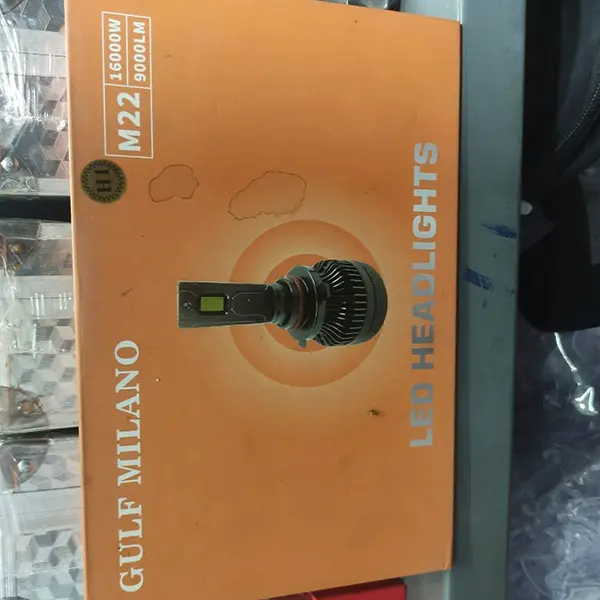 GULF MILANO
H1
M22
16000W
9000LM
LED HEADLIGHTS